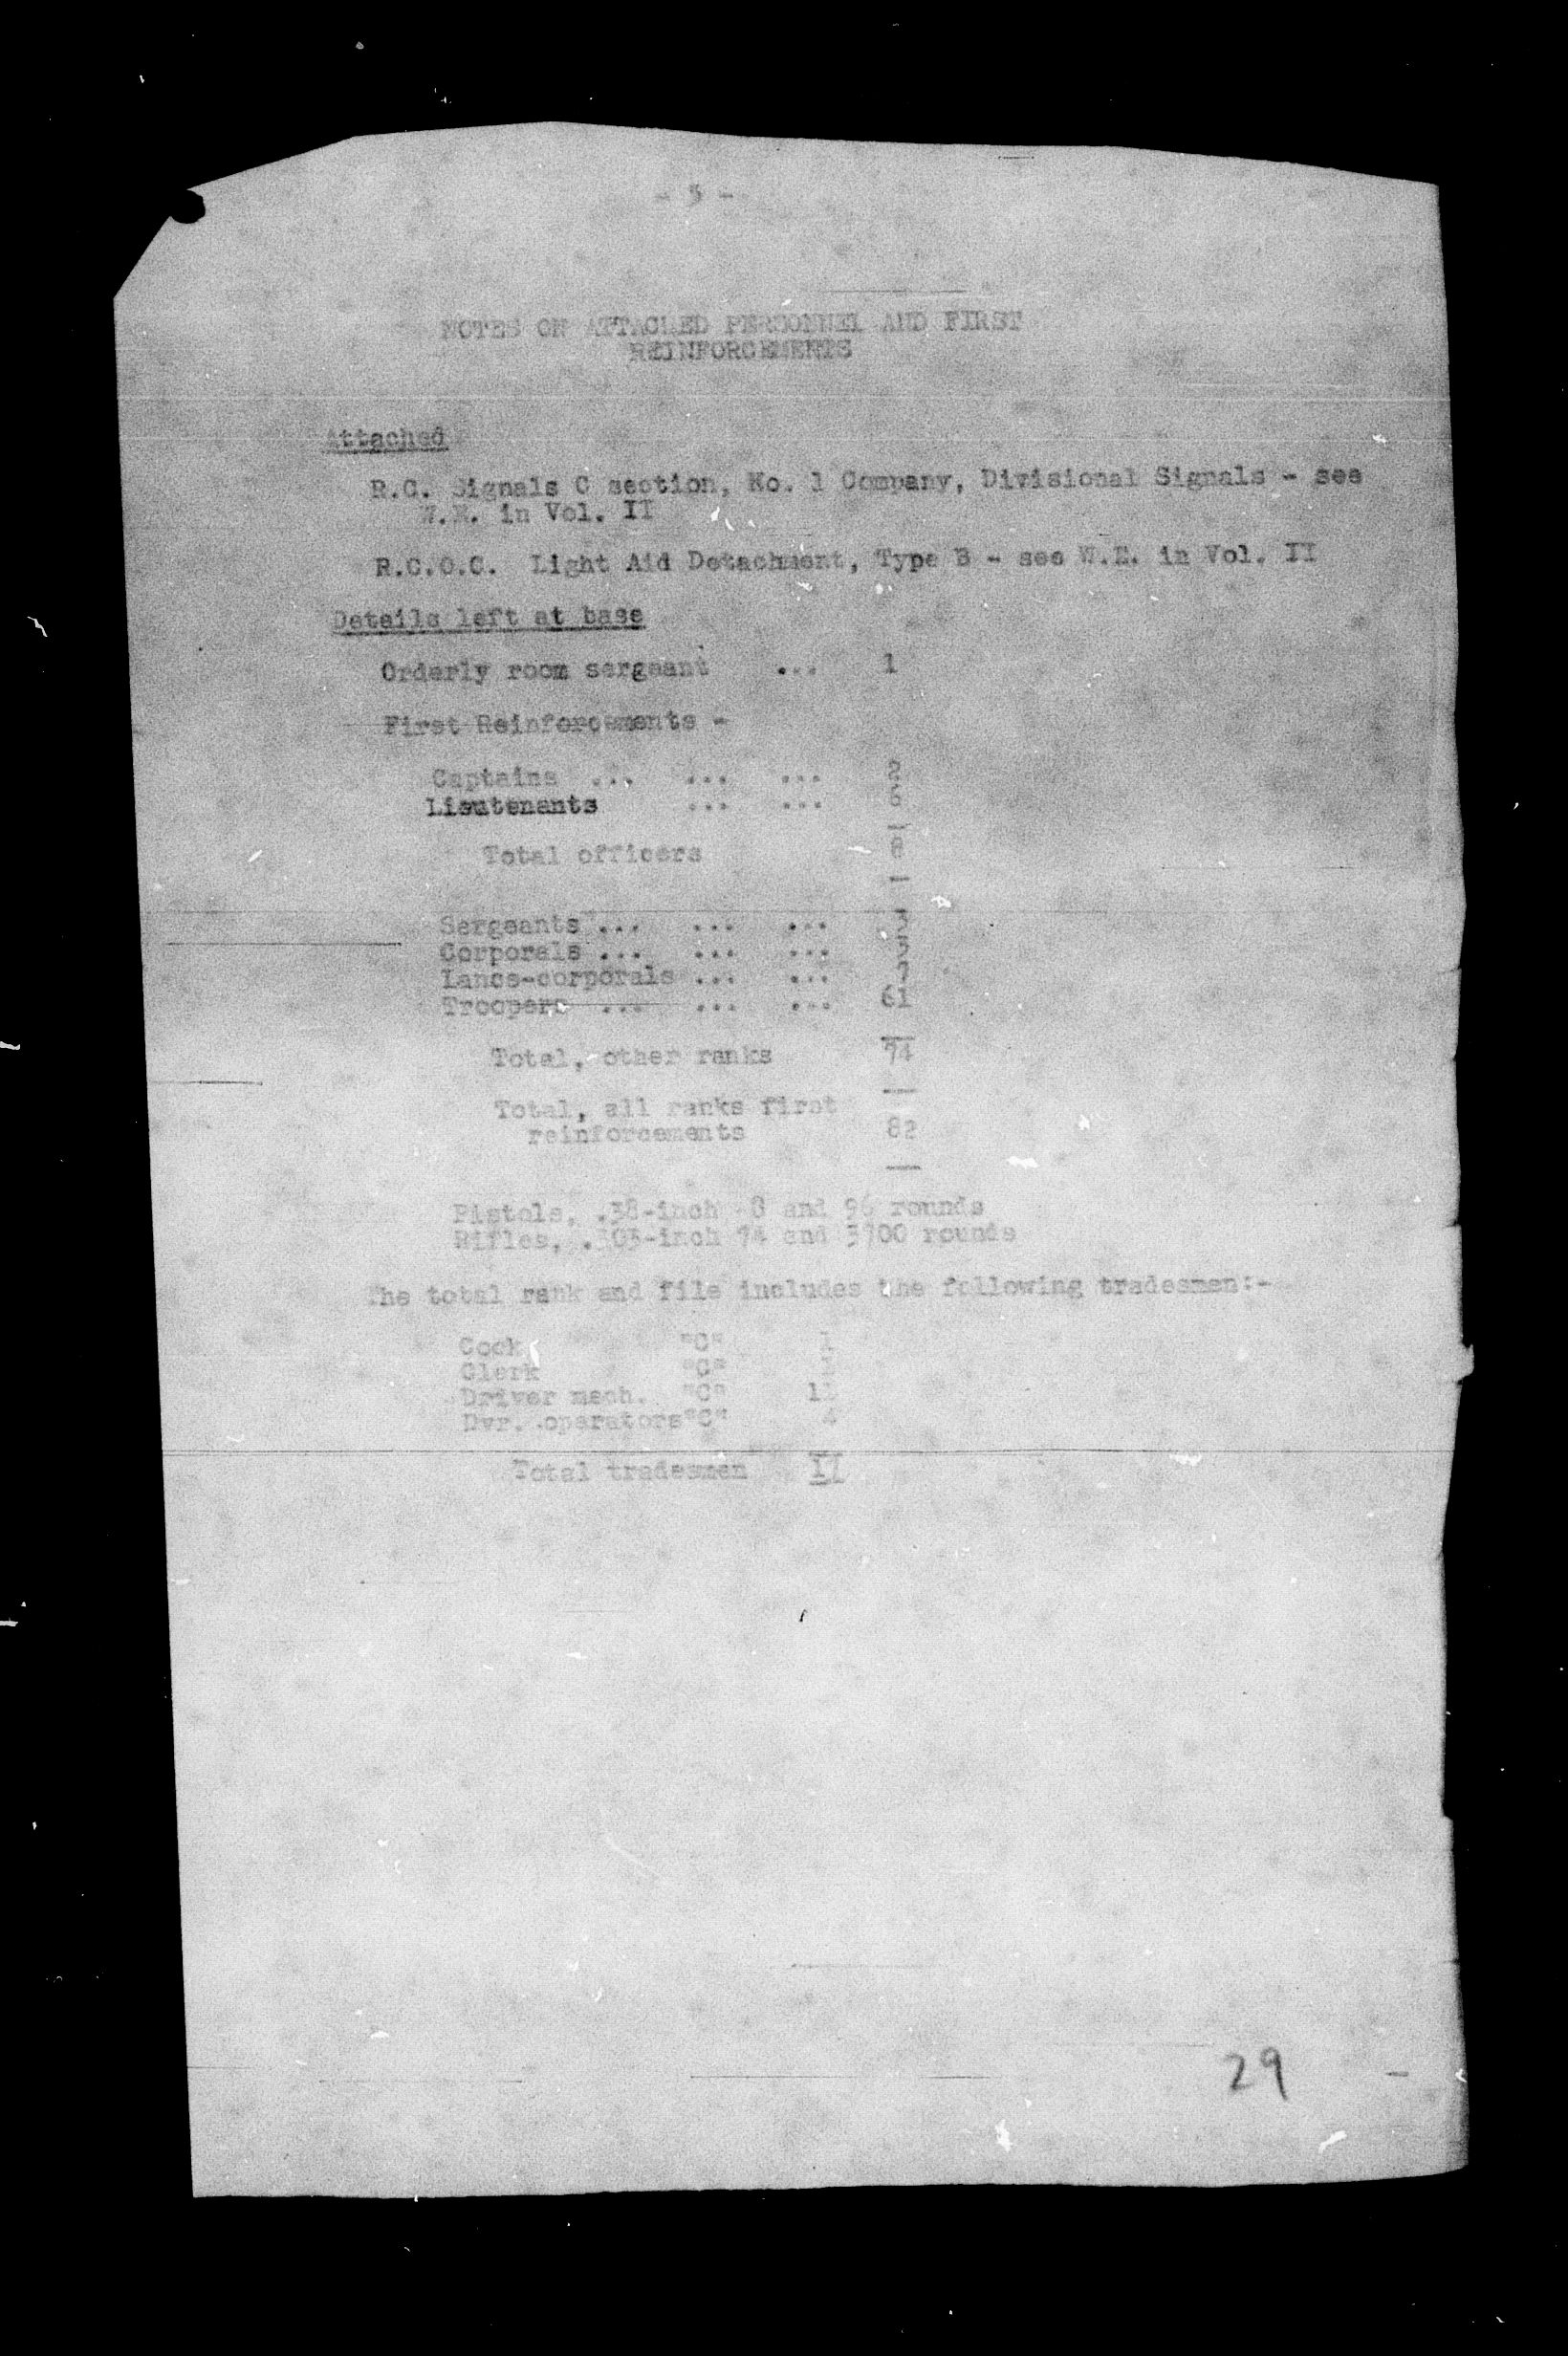 - 3 -
NOTES ON ATTACHED PERSONNEL AND FIRST
REINFORCEMENTS
Attached
R.C. Signals C section, No. 1 Company, Divisional Signals - see
W.E. in Vol. II
R.C.O.C. Light Aid Detachment, Type B - see W.E. in Vol. II
Details left at base
Orderly room sergeant ... 1
First Reinforcements -
Captains ... ... ... 2
Lieutenants ... ... 6
Total officers 8
Sergeants ... ... ... 3
Corporals ... ... ... 3
Lance-corporals ... ... 7
Troopers ... ... ... 61
Total, other ranks 74
Total, all ranks first
reinforcements 82
Pistols, .38-inch 8 and 96 rounds
Rifles, .303-inch 74 and 3700 rounds
The total rank and file includes the following tradesmen:-
Cook "C" 1
Clerk "C" 1
Driver mech. "C" 11
Dvr. operators "C" 4
Total tradesmen 17
29